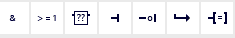 & >=1 ?? [=]